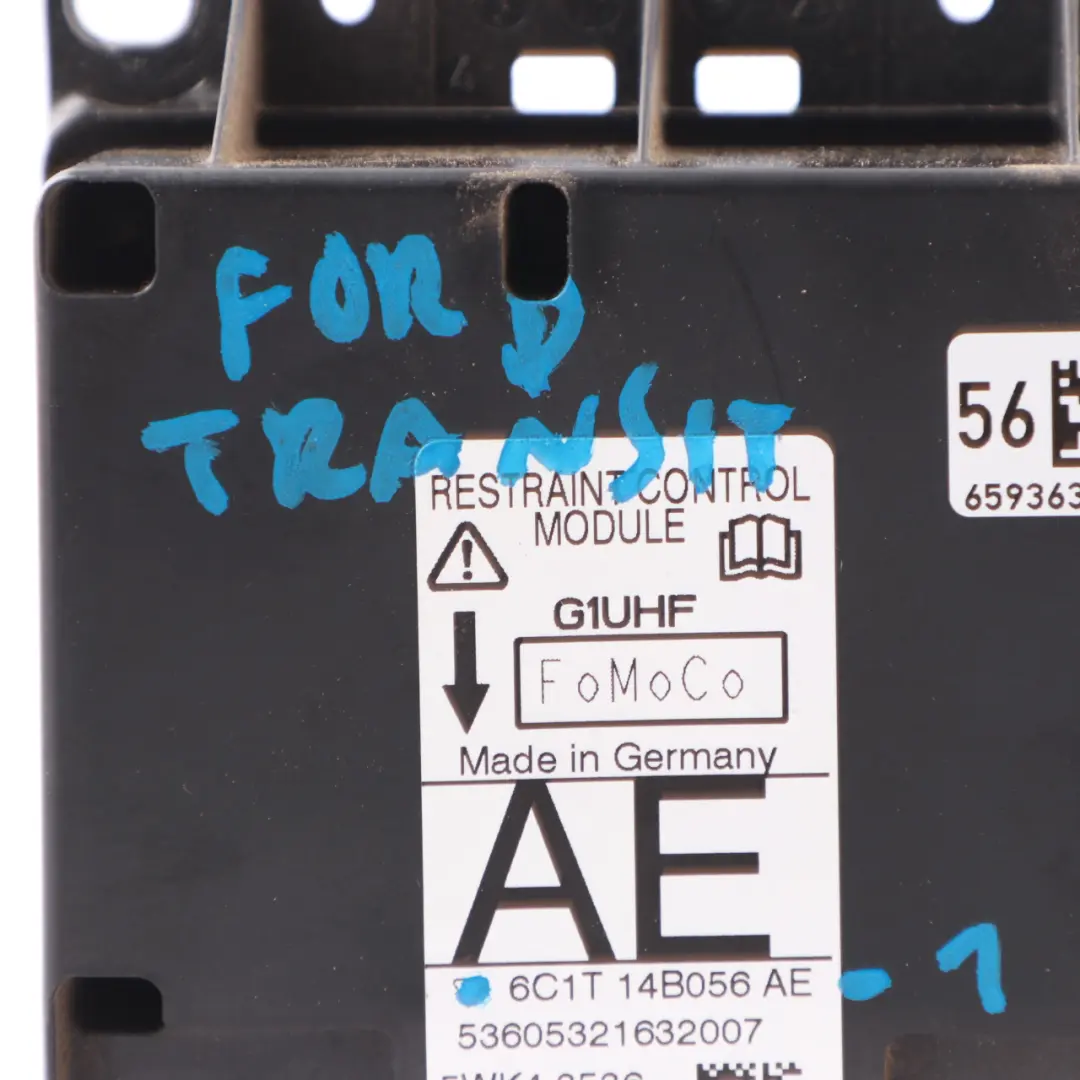 FORD
TRANSIT
56
659363
RESTRAINT CONTROL
MODULE
G1UHF
FoMoCo
Made in Germany
AE
6C1T 14B056 AE - 1
53605321632007